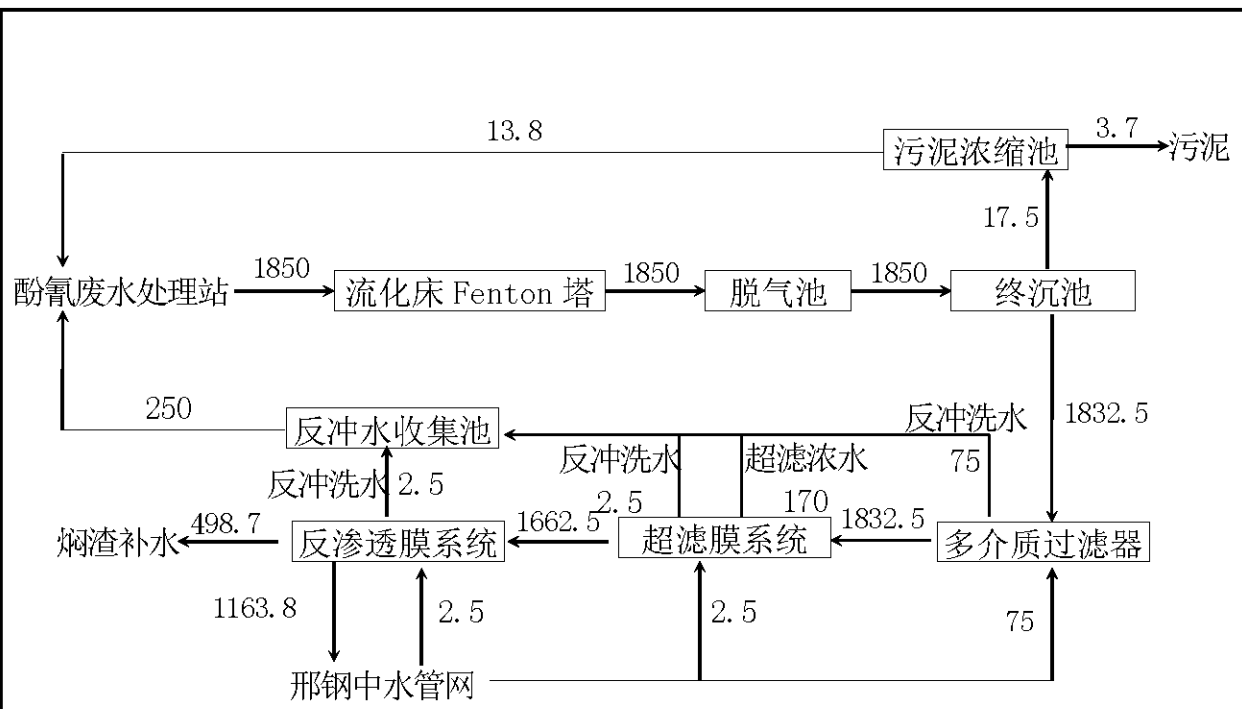 13.8
污泥浓缩池
3.7
污泥
17.5
酚氰废水处理站
1850
流化床 Fenton 塔
1850
脱气池
1850
终沉池
250
反冲水收集池
反冲洗水
1832.5
反冲洗水
超滤浓水
75
反冲洗水
2.5
2.5
170
焖渣补水
498.7
反渗透膜系统
1662.5
超滤膜系统
1832.5
多介质过滤器
1163.8
2.5
2.5
75
邢钢中水管网